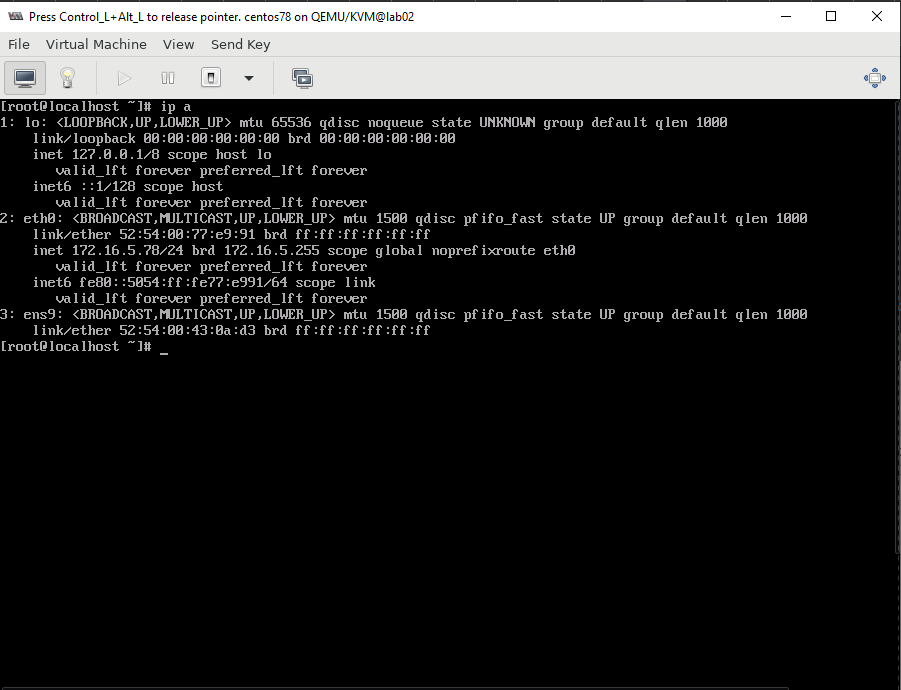 Press Control_L+Alt_L to release pointer. centos78 on QEMU/KVM@lab02
File Virtual Machine View Send Key
[root@localhost ~]# ip a
1: lo: <LOOPBACK,UP,LOWER_UP> mtu 65536 qdisc noqueue state UNKNOWN group default qlen 1000
    link/loopback 00:00:00:00:00:00 brd 00:00:00:00:00:00
    inet 127.0.0.1/8 scope host lo
       valid_lft forever preferred_lft forever
    inet6 ::1/128 scope host
       valid_lft forever preferred_lft forever
2: eth0: <BROADCAST,MULTICAST,UP,LOWER_UP> mtu 1500 qdisc pfifo_fast state UP group default qlen 1000
    link/ether 52:54:00:77:e9:91 brd ff:ff:ff:ff:ff:ff
    inet 172.16.5.78/24 brd 172.16.5.255 scope global noprefixroute eth0
       valid_lft forever preferred_lft forever
    inet6 fe80::5054:ff:fe77:e991/64 scope link
       valid_lft forever preferred_lft forever
3: ens9: <BROADCAST,MULTICAST,UP,LOWER_UP> mtu 1500 qdisc pfifo_fast state UP group default qlen 1000
    link/ether 52:54:00:43:0a:d3 brd ff:ff:ff:ff:ff:ff
[root@localhost ~]# _